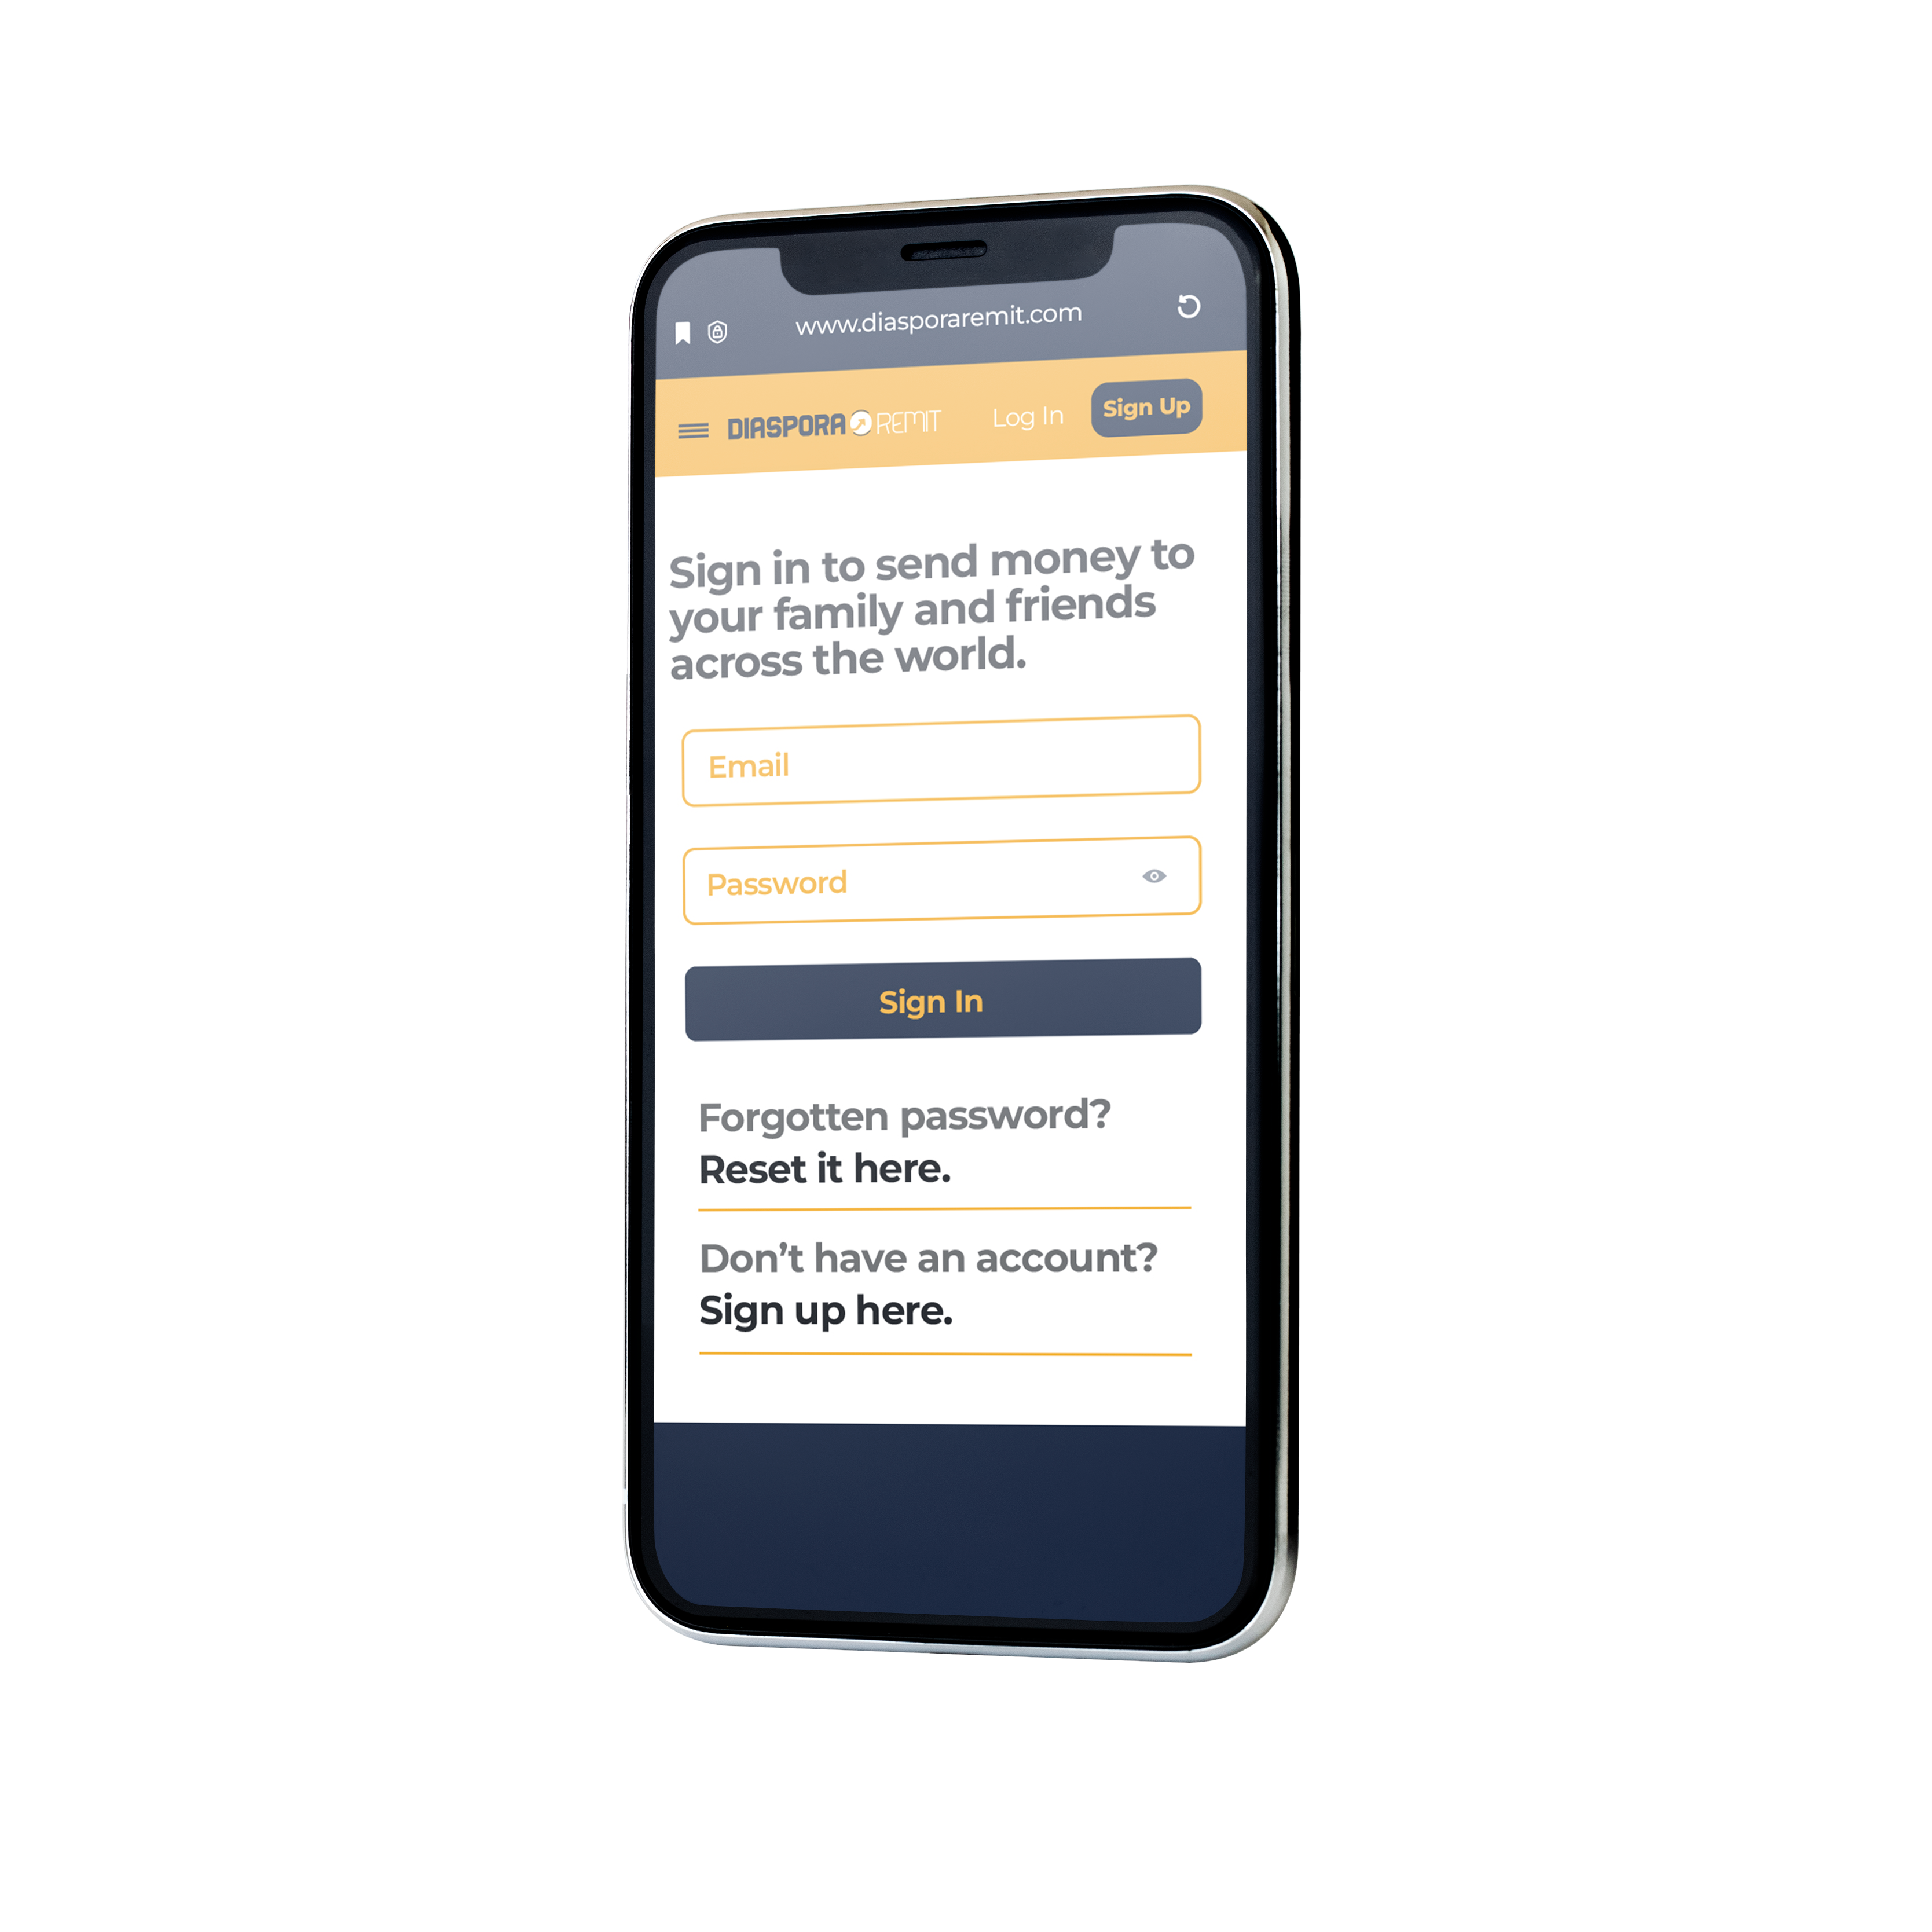 www.diasporaremit.com
DIASPORA REMIT Log In Sign Up
Sign in to send money to
your family and friends
across the world.
Email
Password
Sign In
Forgotten password?
Reset it here.
Don’t have an account?
Sign up here.